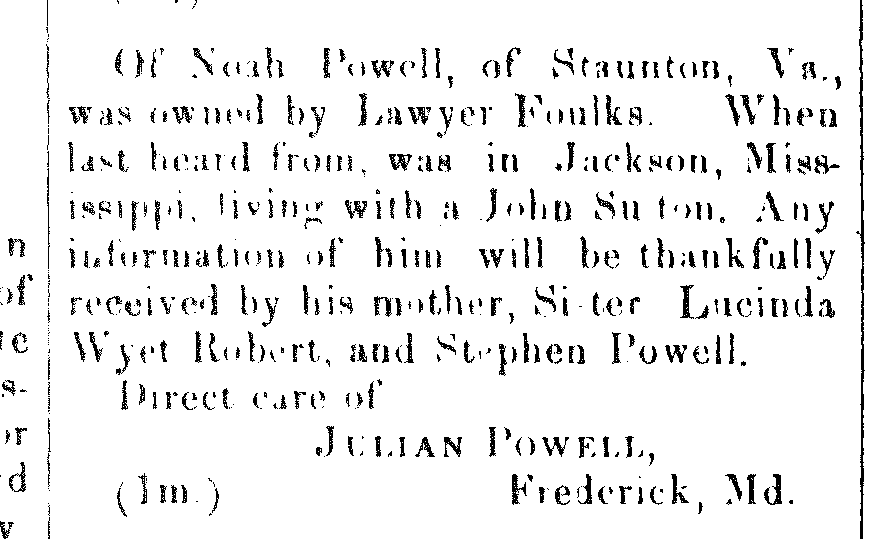 Of Noah Powell, of Staunton, Va.,
was owned by Lawyer Foulks. When
last heard from, was in Jackson, Miss-
issippi, living with a John Su ton. Any
n
information of him will be thankfully
of
received by his mother, Si ter Lucinda
Wyet Robert, and Stephen Powell.
s-
Direct care of
or
JULIAN POWELL,
d
(1m.) Frederick, Md.
y